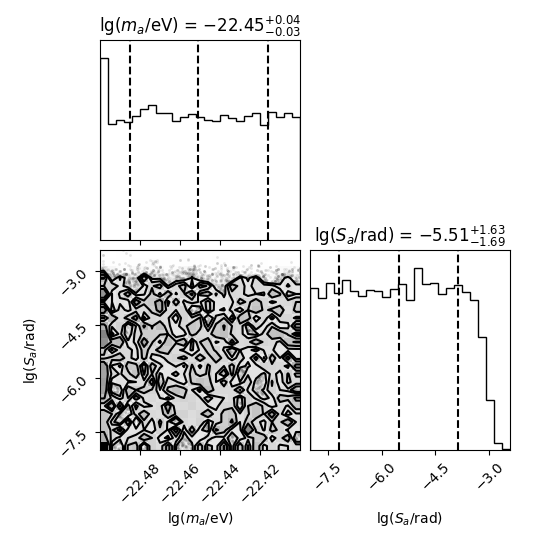 lg(m_a/eV) = −22.45^{+0.04}_{−0.03}
lg(S_a/rad) = −5.51^{+1.63}_{−1.69}
lg(S_a/rad)
−3.0
−4.5
−6.0
−7.5
−22.48 −22.46 −22.44 −22.42
lg(m_a/eV)
−7.5 −6.0 −4.5 −3.0
lg(S_a/rad)